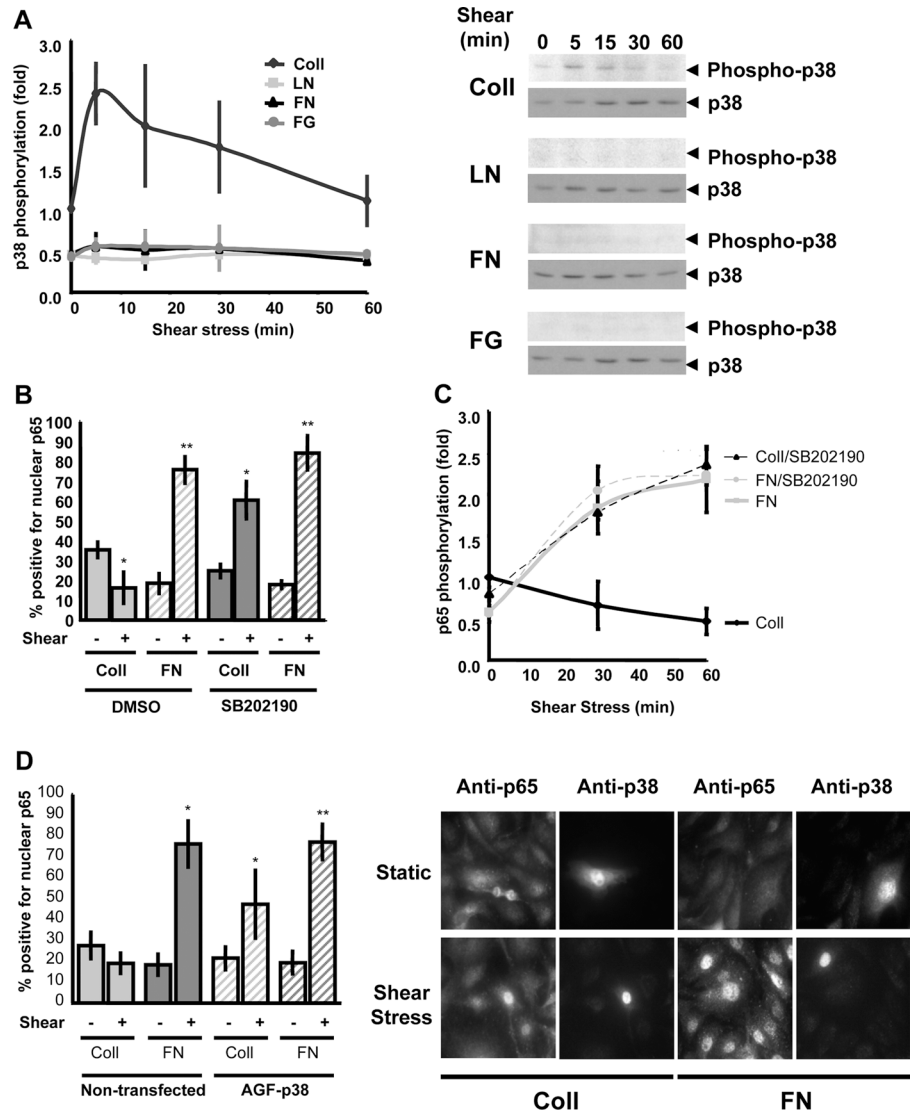 A
p38 phosphorylation (fold)
3.0
2.5
2.0
1.5
1.0
0.5
0.0
0 10 20 30 40 50 60
Shear stress (min)
Coll
LN
FN
FG
Shear
(min) 0 5 15 30 60
Coll
Phospho-p38
p38
LN
Phospho-p38
p38
FN
Phospho-p38
p38
FG
Phospho-p38
p38
B
% positive for nuclear p65
100
90
80
70
60
50
40
30
20
10
0
* ** * **
Shear - + - + - + - +
Coll FN Coll FN
DMSO SB202190
C
p65 phosphorylation (fold)
3.0
2.5
2.0
1.5
1.0
0.5
0.0
0 10 20 30 40 50 60
Shear Stress (min)
Coll/SB202190
FN/SB202190
FN
Coll
D
% positive for nuclear p65
100
90
80
70
60
50
40
30
20
10
0
* * **
Shear - + - + - + - +
Coll FN Coll FN
Non-transfected AGF-p38
Anti-p65 Anti-p38 Anti-p65 Anti-p38
Static
Shear
Stress
Coll FN